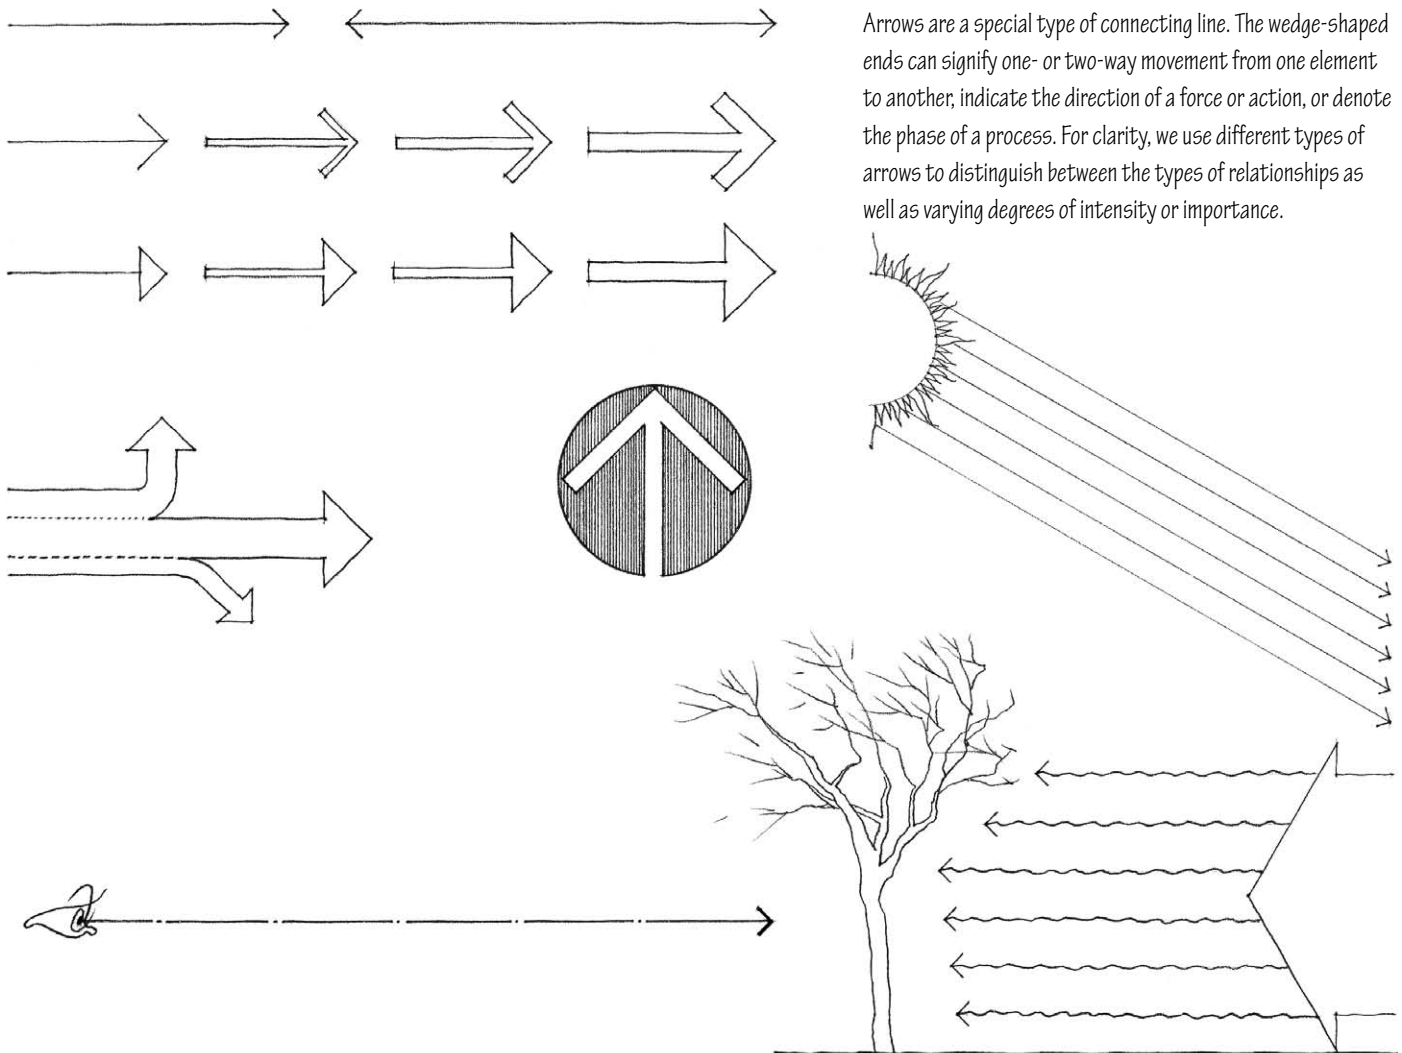 Arrows are a special type of connecting line. The wedge-shaped
ends can signify one- or two-way movement from one element
to another, indicate the direction of a force or action, or denote
the phase of a process. For clarity, we use different types of
arrows to distinguish between the types of relationships as
well as varying degrees of intensity or importance.